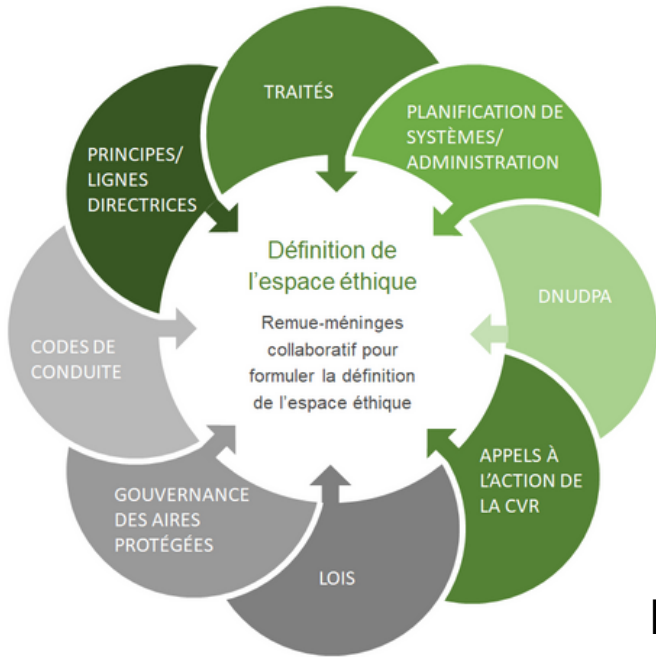 TRAITÉS
PLANIFICATION DE
SYSTÈMES/
ADMINISTRATION
DNUDPA
APPELS À
L'ACTION DE
LA CVR
LOIS
GOUVERNANCE
DES AIRES
PROTÉGÉES
CODES DE
CONDUITE
PRINCIPES/
LIGNES
DIRECTRICES
Définition de
l'espace éthique
Remue-méninges
collaboratif pour
formuler la définition
de l'espace éthique